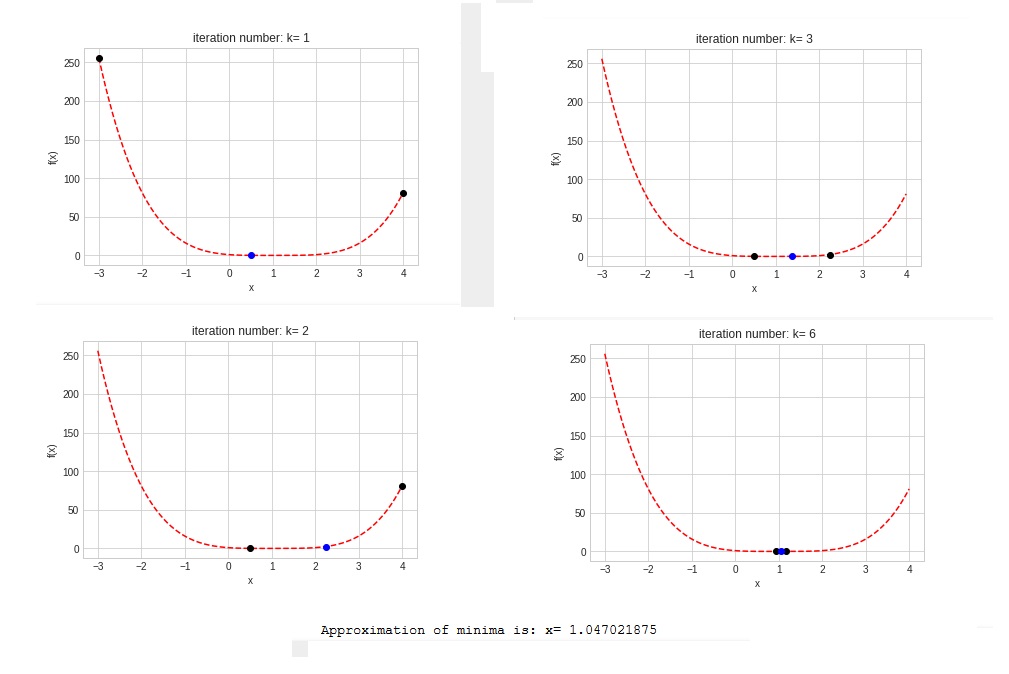 iteration number: k= 1
250
200
150
100
50
0
f(x)
−3 −2 −1 0 1 2 3 4
x
iteration number: k= 2
250
200
150
100
50
0
f(x)
−3 −2 −1 0 1 2 3 4
x
iteration number: k= 3
250
200
150
100
50
0
f(x)
−3 −2 −1 0 1 2 3 4
x
iteration number: k= 6
250
200
150
100
50
0
f(x)
−3 −2 −1 0 1 2 3 4
x
Approximation of minima is: x= 1.047021875